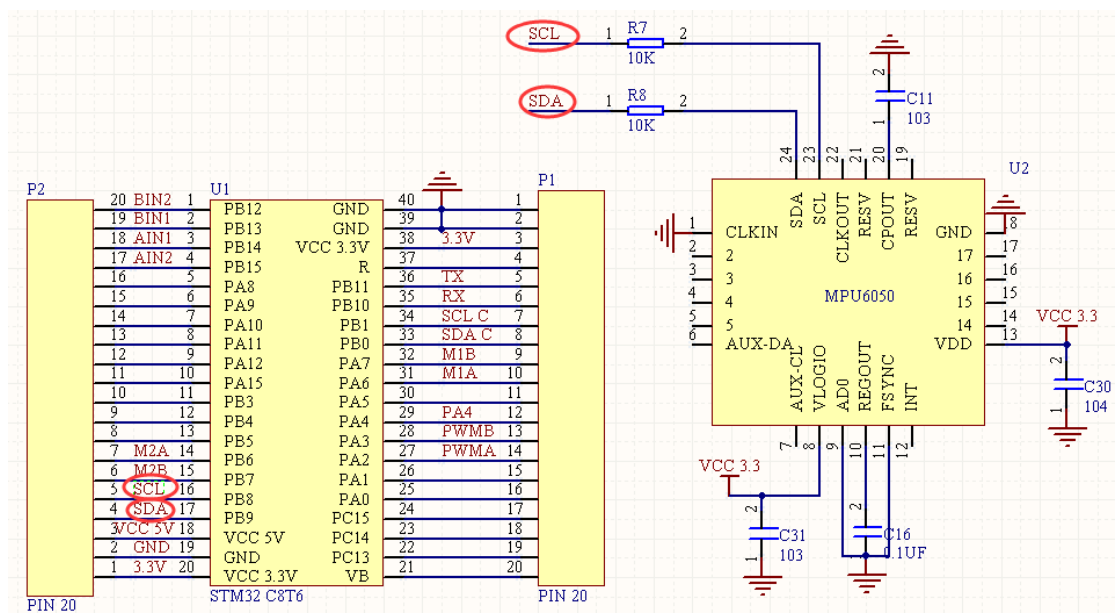 SCL 1 R7 2
10K
SDA 1 R8 2
10K
2 C11
1 103
24 23 22 21 20 19
U2
SDA SCL CLKOUT RESV CPOUT RESV
1 CLKIN GND 18
2 2 17 17
3 3 16 16
4 4 15 15
5 5 14 14
6 AUX-DA VDD 13
MPU6050
AUX-CL VLOGIO AD0 REGOUT FSYNC INT
7 8 9 10 11 12
VCC 3.3
2 C30
1 104
VCC 3.3
2 C31
1 103
2 C16
1 0.1UF
P2 U1 P1
20 BIN2 1 PB12 GND 40 1
19 BIN1 2 PB13 GND 39 2
18 AIN1 3 PB14 VCC 3.3V 38 3.3V 3
17 AIN2 4 PB15 R 37 4
16 5 PA8 PB11 36 TX 5
15 6 PA9 PB10 35 RX 6
14 7 PA10 PB1 34 SCL C 7
13 8 PA11 PB0 33 SDA C 8
12 9 PA12 PA7 32 M1B 9
11 10 PA15 PA6 31 M1A 10
10 11 PB3 PA5 30 11
9 12 PB4 PA4 29 PA4 12
8 13 PB5 PA3 28 PWMB 13
7 M2A 14 PB6 PA2 27 PWMA 14
6 M2B 15 PB7 PA1 26 15
5 SCL 16 PB8 PA0 25 16
4 SDA 17 PB9 PC15 24 17
3 VCC 5V 18 VCC 5V PC14 23 18
2 GND 19 GND PC13 22 19
1 3.3V 20 VCC 3.3V VB 21 20
PIN 20 STM32 C8T6 PIN 20